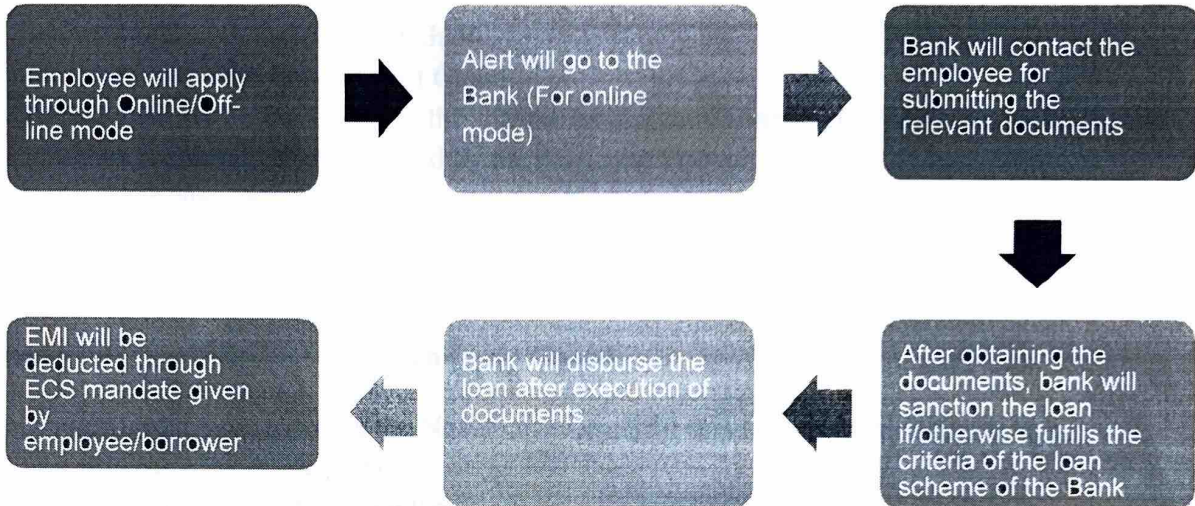 Employee will apply
through Online/Off-
line mode
Alert will go to the
Bank (For online
mode)
Bank will contact the
employee for
submitting the
relevant documents
After obtaining the
documents, bank will
sanction the loan
if/otherwise fulfills the
criteria of the loan
scheme of the Bank
Bank will disburse the
loan after execution of
documents
EMI will be
deducted through
ECS mandate given
by
employee/borrower